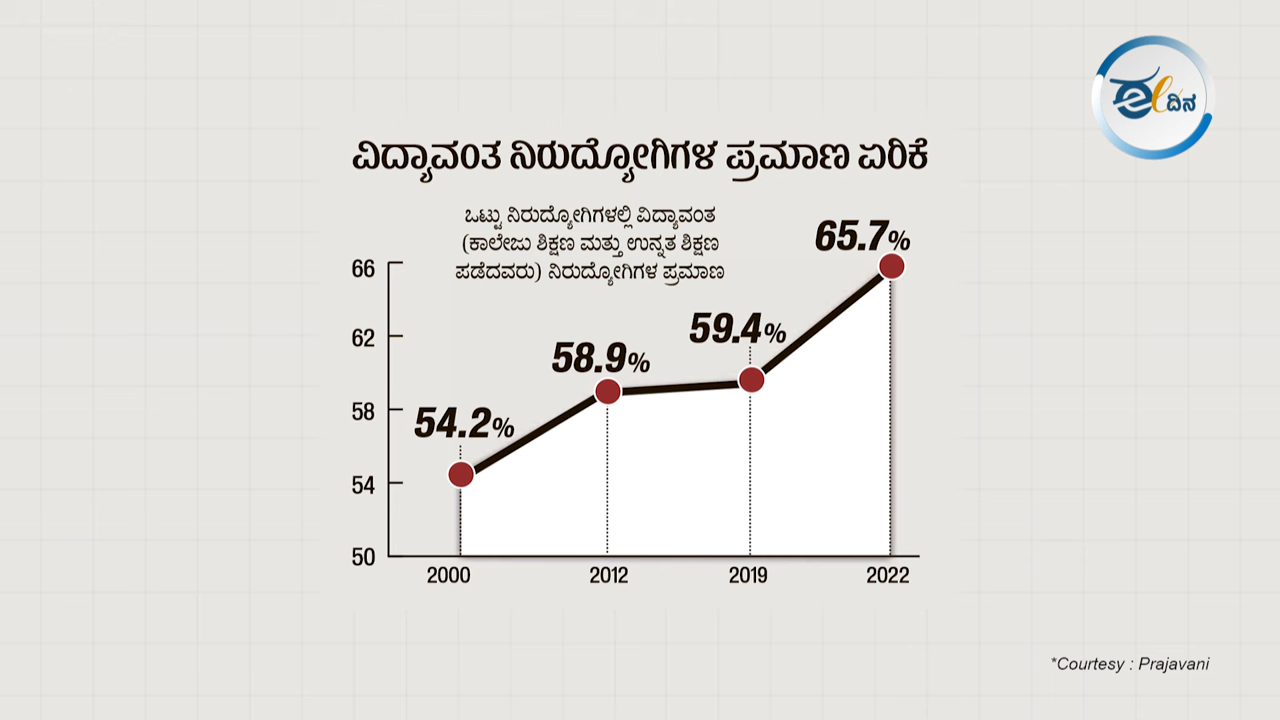 ಈ ದಿನ
ವಿದ್ಯಾವಂತ ನಿರುದ್ಯೋಗಿಗಳ ಪ್ರಮಾಣ ಏರಿಕೆ
ಒಟ್ಟು ನಿರುದ್ಯೋಗಿಗಳಲ್ಲಿ ವಿದ್ಯಾವಂತ
(ಕಾಲೇಜು ಶಿಕ್ಷಣ ಮತ್ತು ಉನ್ನತ ಶಿಕ್ಷಣ
ಪಡೆದವರು) ನಿರುದ್ಯೋಗಿಗಳ ಪ್ರಮಾಣ
65.7%
59.4%
58.9%
54.2%
66
62
58
54
50
2000 2012 2019 2022
*Courtesy : Prajavani